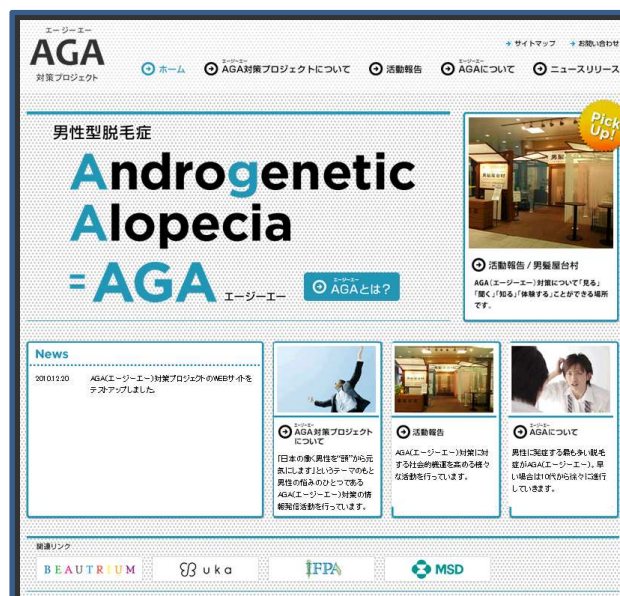 エージーエー
AGA
対策プロジェクト
サイトマップ
お問い合わせ
ホーム
エージーエー
AGA対策プロジェクトについて
活動報告
エージーエー
AGAについて
ニュースリリース
男性型脱毛症
Androgenetic
Alopecia
=AGA エージーエー
エージーエー
AGAとは?
Pick
Up!
活動報告 / 男髪屋台村
AGA(エージーエー)対策について「見る」
「聞く」「知る」「体験する」ことができる場所
です。
News
2010.12.20 AGA(エージーエー)対策プロジェクトのWEBサイトを
テストアップしました。
エージーエー
AGA対策プロジェクト
について
「日本の働く男性を"頭"から元
気にします」というテーマのもと
男性の悩みのひとつである
AGA(エージーエー)対策の情
報発信活動を行っています。
活動報告
AGA(エージーエー)対策に対
する社会的機運を高める様々
な活動を行っています。
エージーエー
AGAについて
男性に発症する最も多い脱毛
症がAGA(エージーエー)。早
い場合は10代から徐々に進行
していきます。
関連リンク
BEAUTRIUM
uka
IFPA
MSD